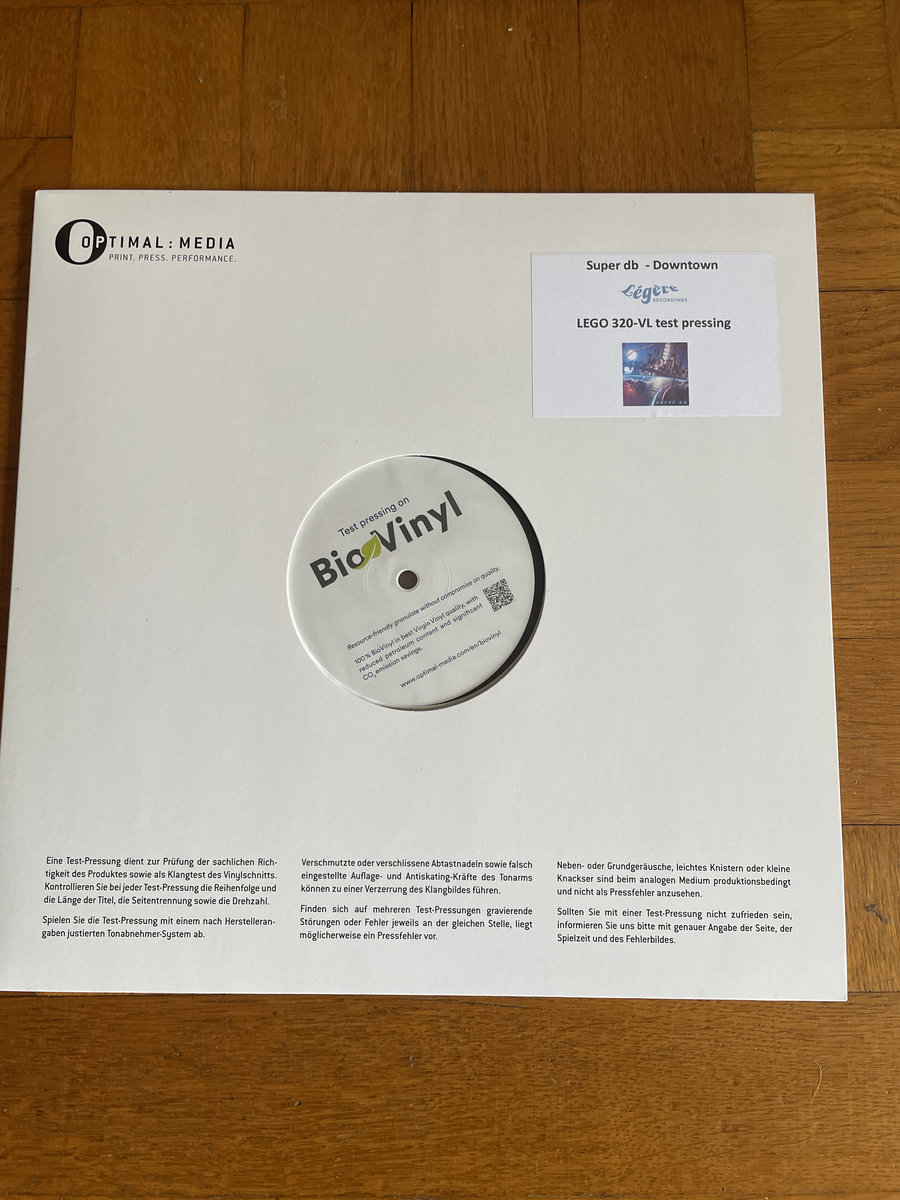 OPTIMAL : MEDIA
PRINT. PRESS. PERFORMANCE.
Super db - Downtown
Légère
RECORDINGS
LEGO 320-VL test pressing
SUPER DB
Test pressing on
BioVinyl
Resource-friendly granulate without compromise on quality.
100% BioVinyl in best Virgin Vinyl quality, with
reduced petroleum content and significant
CO₂ emission savings.
www.optimal-media.com/en/biovinyl
Eine Test-Pressung dient zur Prüfung der sachlichen Rich-
tigkeit des Produktes sowie als Klangtest des Vinylschnitts.
Kontrollieren Sie bei jeder Test-Pressung die Reihenfolge und
die Länge der Titel, die Seitentrennung sowie die Drehzahl.
Spielen Sie die Test-Pressung mit einem nach Herstelleran-
gaben justierten Tonabnehmer-System ab.
Verschmutzte oder verschlissene Abtastnadeln sowie falsch
eingestellte Auflage- und Antiskating-Kräfte des Tonarms
können zu einer Verzerrung des Klangbildes führen.
Finden sich auf mehreren Test-Pressungen gravierende
Störungen oder Fehler jeweils an der gleichen Stelle, liegt
möglicherweise ein Pressfehler vor.
Neben- oder Grundgeräusche, leichtes Knistern oder kleine
Knackser sind beim analogen Medium produktionsbedingt
und nicht als Pressfehler anzusehen.
Sollten Sie mit einer Test-Pressung nicht zufrieden sein,
informieren Sie uns bitte mit genauer Angabe der Seite, der
Spielzeit und des Fehlerbildes.